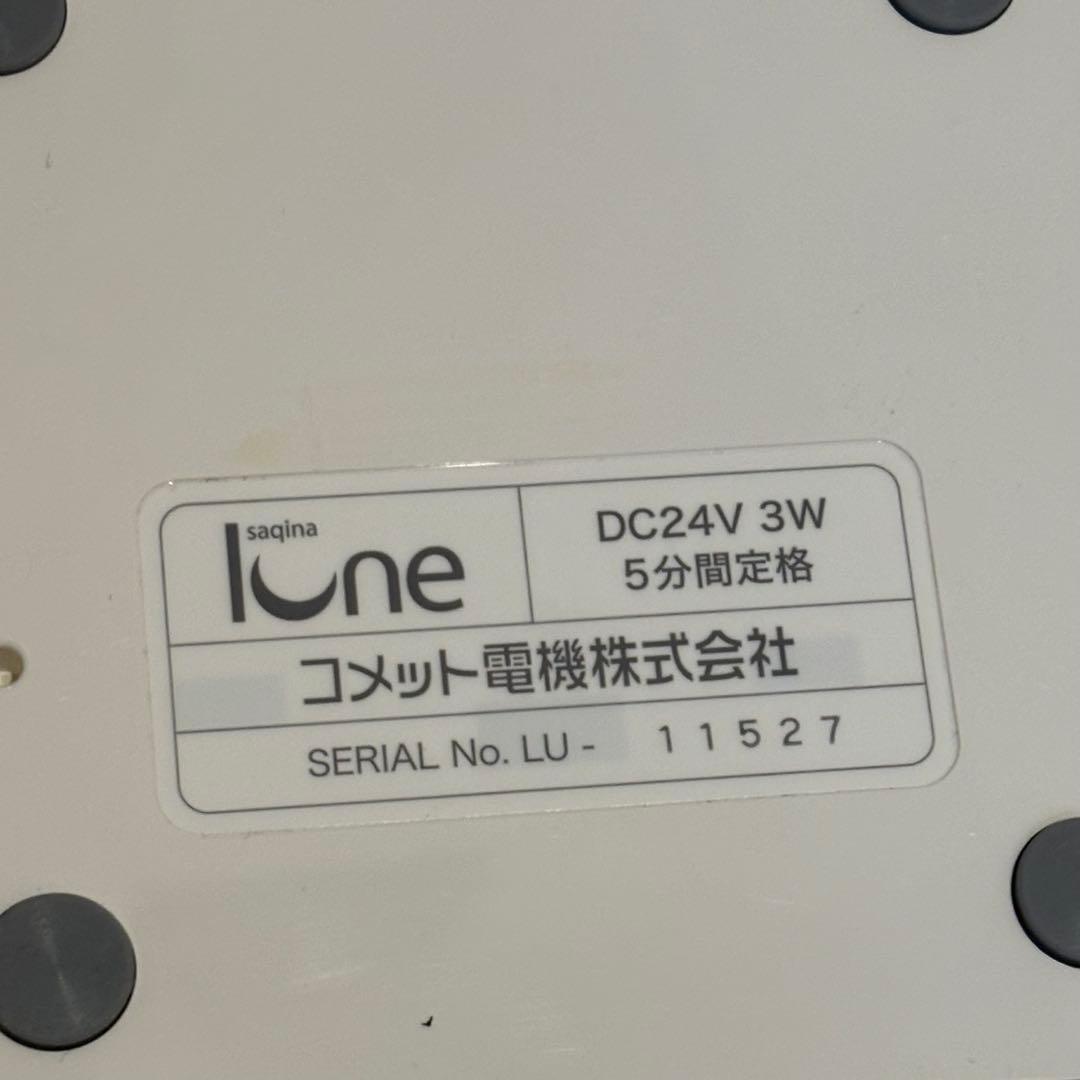 saqina
lune
DC24V 3W
5分間定格
コメット電機株式会社
SERIAL No. LU - 11527